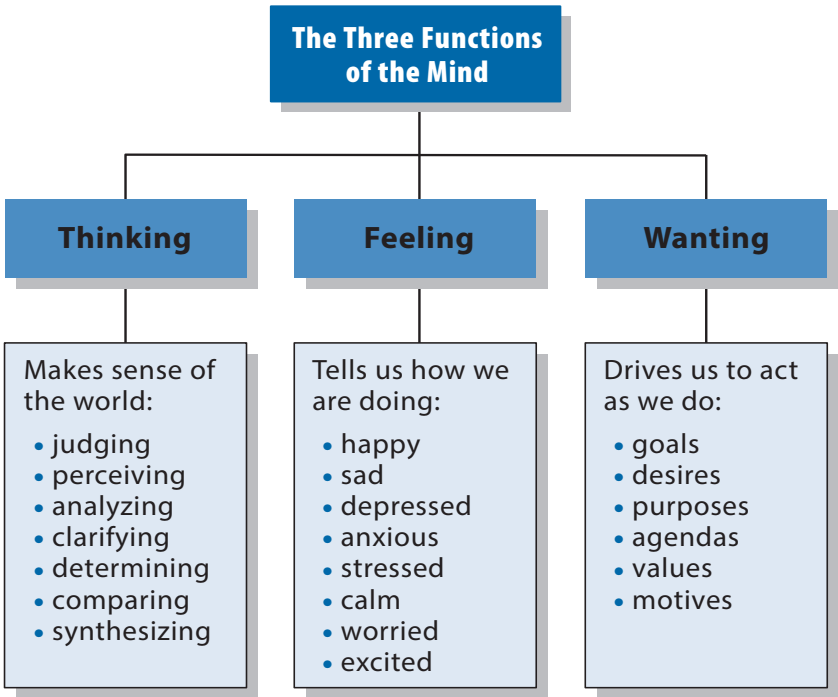 The Three Functions
of the Mind
Thinking
Feeling
Wanting
Makes sense of
the world:
• judging
• perceiving
• analyzing
• clarifying
• determining
• comparing
• synthesizing
Tells us how we
are doing:
• happy
• sad
• depressed
• anxious
• stressed
• calm
• worried
• excited
Drives us to act
as we do:
• goals
• desires
• purposes
• agendas
• values
• motives